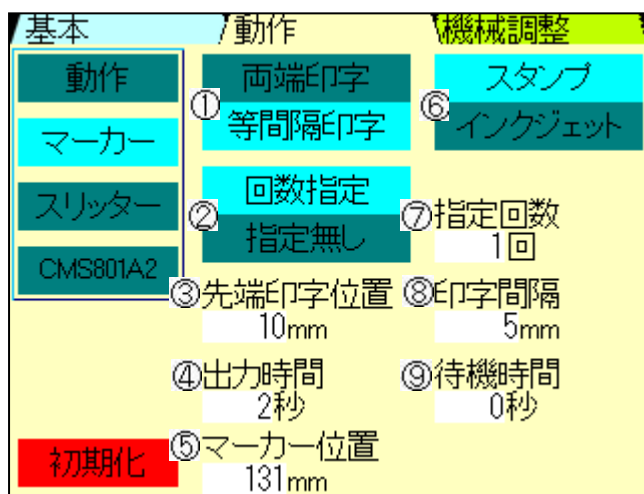 基本
動作
機械調整
動作
マーカー
スリッター
CMS801A2
初期化
①
両端印字
等間隔印字
②
回数指定
指定無し
③先端印字位置
10mm
④出力時間
2秒
⑤マーカー位置
131mm
⑥
スタンプ
インクジェット
⑦指定回数
1回
⑧印字間隔
5mm
⑨待機時間
0秒